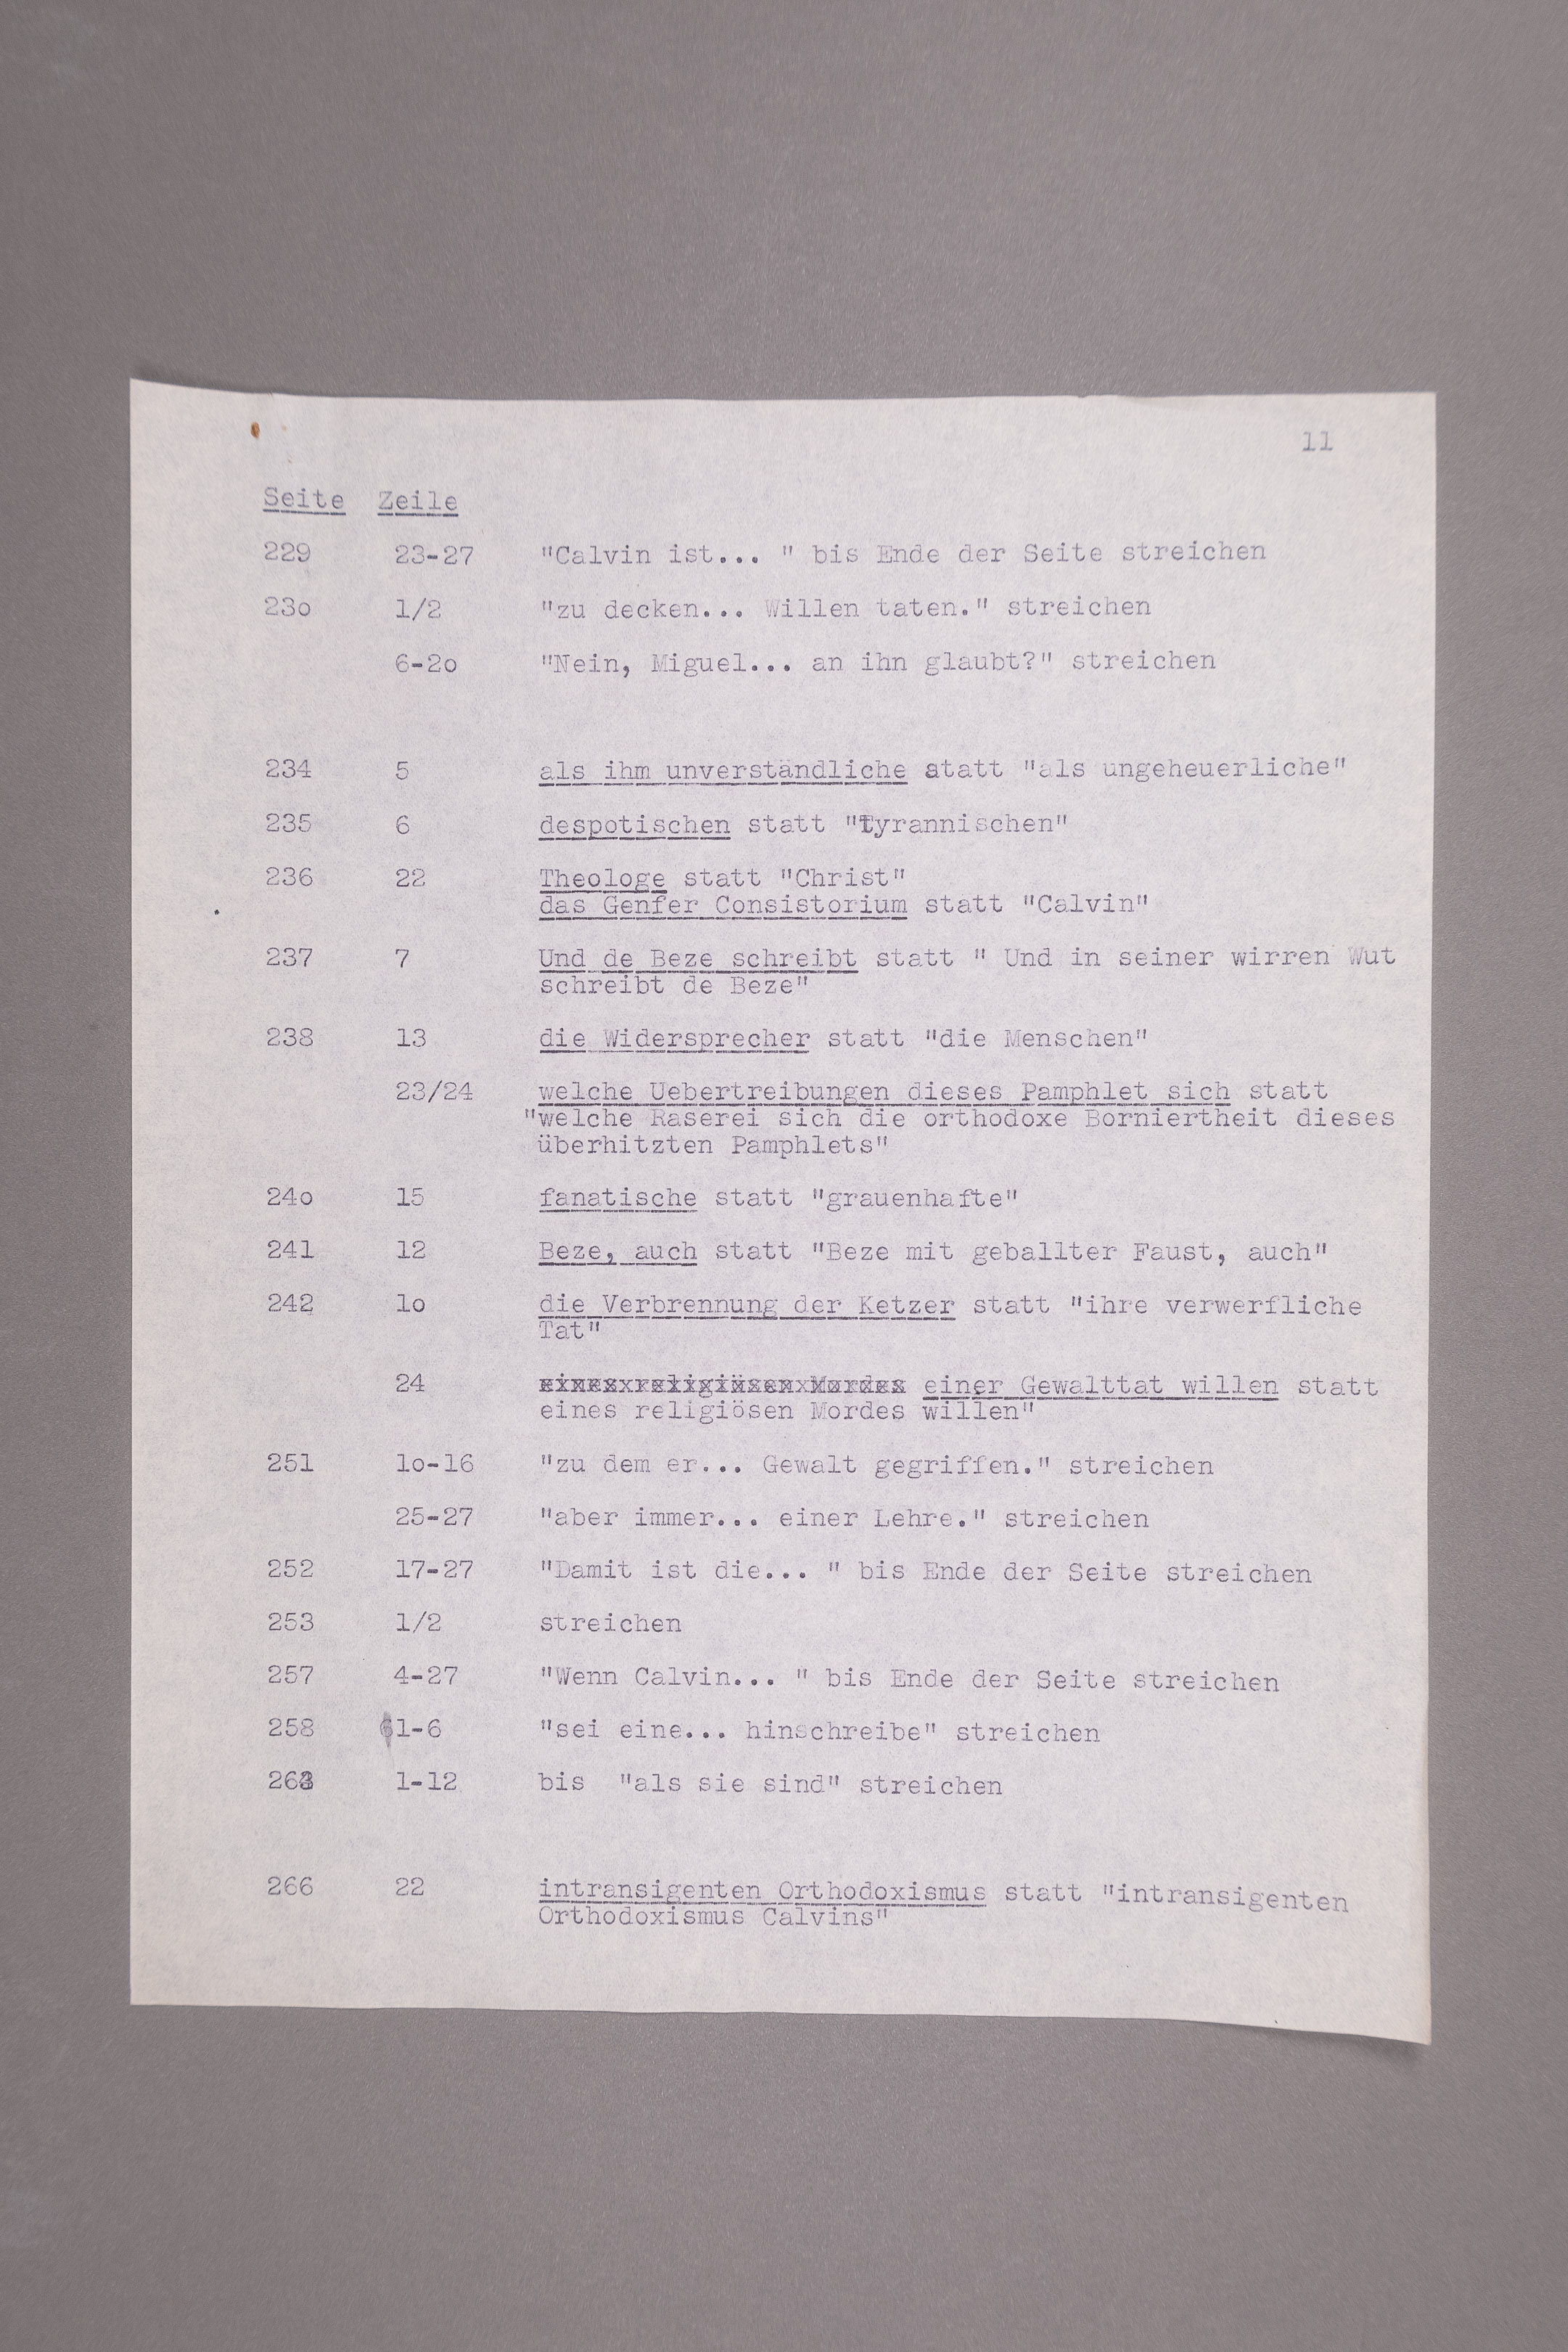 11
Seite Zeile
229 23-27 "Calvin ist... " bis Ende der Seite streichen
23o 1/2 "zu decken... Willen taten." streichen
6-2o "Nein, Miguel... an ihn glaubt?" streichen
234 5 als ihm unverständliche statt "als ungeheuerliche"
235 6 despotischen statt "tyrannischen"
236 22 Theologe statt "Christ"
das Genfer Consistorium statt "Calvin"
237 7 Und de Beze schreibt statt " Und in seiner wirren Wut
schreibt de Beze"
238 13 die Widersprecher statt "die Menschen"
23/24 welche Uebertreibungen dieses Pamphlet sich statt
"welche Raserei sich die orthodoxe Borniertheit dieses
überhitzten Pamphlets"
24o 15 fanatische statt "grauenhafte"
241 12 Beze, auch statt "Beze mit geballter Faust, auch"
242 lo die Verbrennung der Ketzer statt "ihre verwerfliche
Tat"
24 eines religiösen Mordes einer Gewalttat willen statt
eines religiösen Mordes willen"
251 lo-16 "zu dem er... Gewalt gegriffen." streichen
25-27 "aber immer... einer Lehre." streichen
252 17-27 "Damit ist die... " bis Ende der Seite streichen
253 1/2 streichen
257 4-27 "Wenn Calvin... " bis Ende der Seite streichen
258 1-6 "sei eine... hinschreibe" streichen
1-12 bis "als sie sind" streichen
266 22 intransigenten Orthodoxismus statt "intransigenten
Orthodoxismus Calvins"